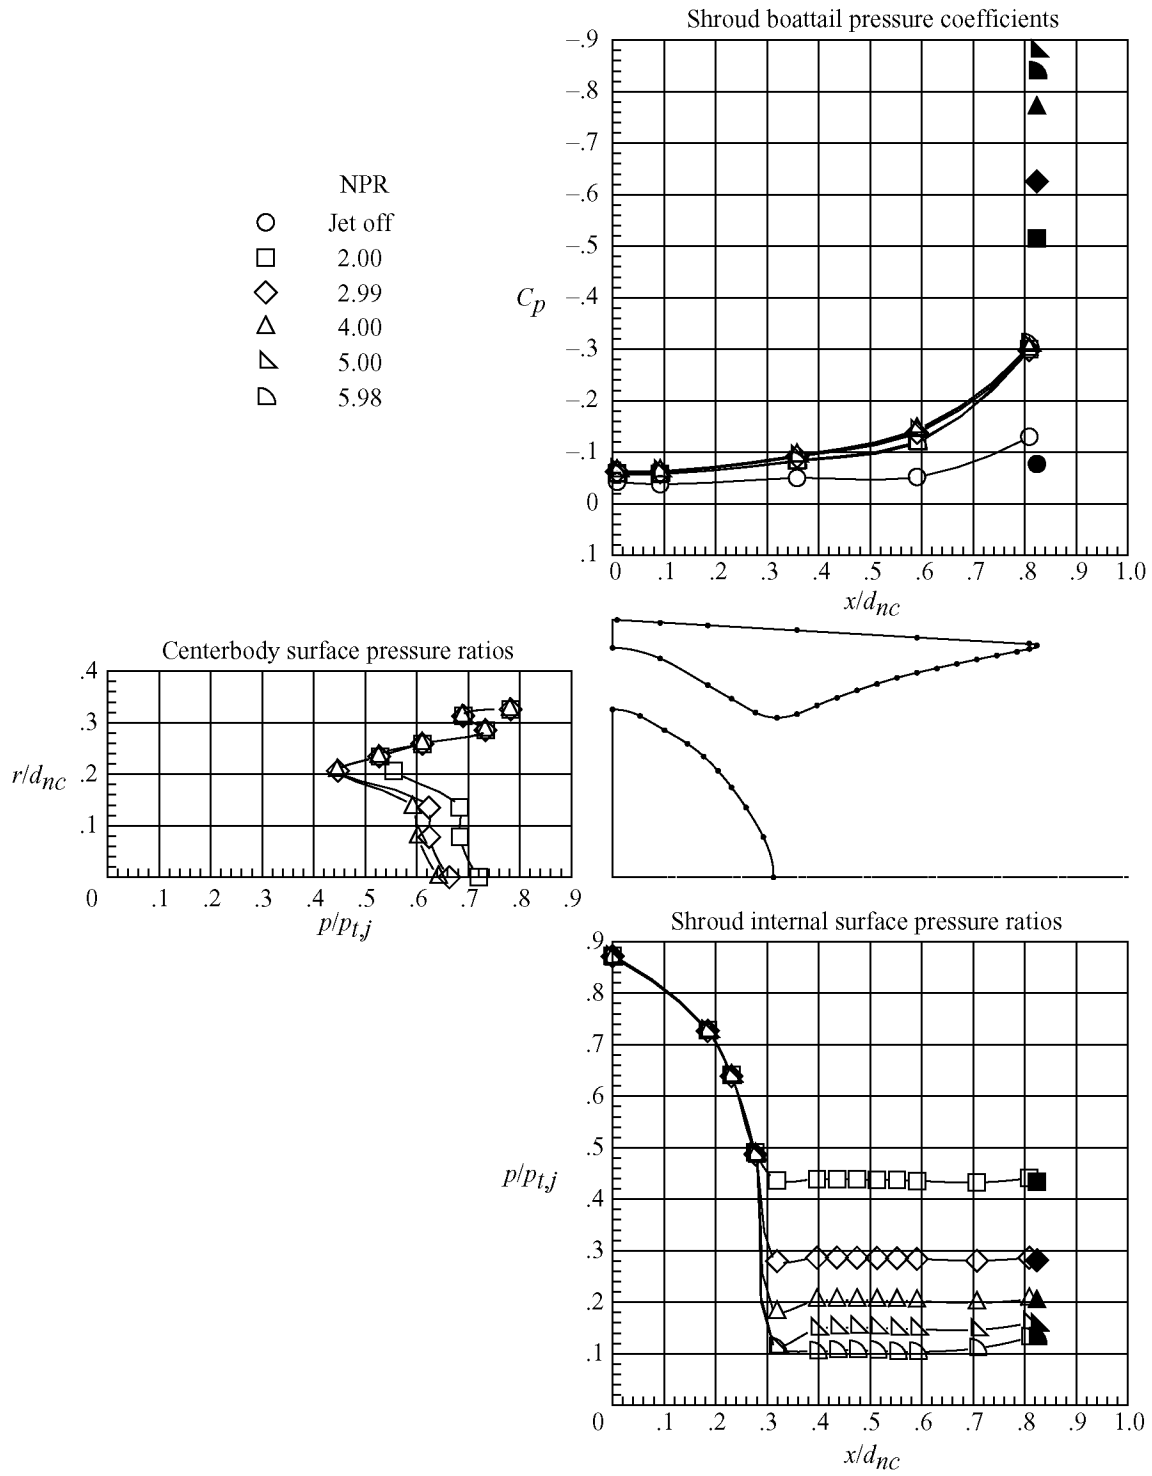 Shroud boattail pressure coefficients
–.9
–.8
–.7
–.6
–.5
–.4
–.3
–.2
–.1
0
.1
Cp
0 .1 .2 .3 .4 .5 .6 .7 .8 .9 1.0
x/dnc
NPR
Jet off
2.00
2.99
4.00
5.00
5.98
Centerbody surface pressure ratios
.4
.3
.2
.1
r/dnc
0 .1 .2 .3 .4 .5 .6 .7 .8 .9
p/pt,j
Shroud internal surface pressure ratios
.9
.8
.7
.6
.5
.4
.3
.2
.1
p/pt,j
0 .1 .2 .3 .4 .5 .6 .7 .8 .9 1.0
x/dnc